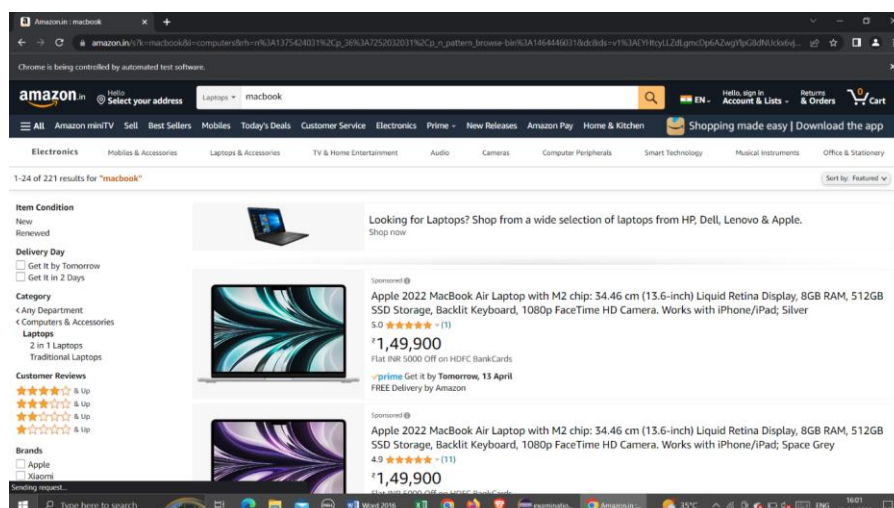 Amazon.in : macbook
Chrome is being controlled by automated test software.
amazon.in
Hello
Select your address
Laptops
macbook
EN
Hello, sign in
Account & Lists
Returns
& Orders
0
Cart
All Amazon miniTV Sell Best Sellers Mobiles Today's Deals Customer Service Electronics Prime New Releases Amazon Pay Home & Kitchen
Shopping made easy | Download the app
Electronics Mobiles & Accessories Laptops & Accessories TV & Home Entertainment Audio Cameras Computer Peripherals Smart Technology Musical Instruments Office & Stationery
1-24 of 221 results for "macbook"
Sort by: Featured
Item Condition
New
Renewed
Delivery Day
Get It by Tomorrow
Get It in 2 Days
Category
< Any Department
< Computers & Accessories
Laptops
2 in 1 Laptops
Traditional Laptops
Customer Reviews
& Up
& Up
& Up
& Up
Brands
Apple
Xiaomi
Sending request...
Looking for Laptops? Shop from a wide selection of laptops from HP, Dell, Lenovo & Apple.
Shop now
Sponsored
Apple 2022 MacBook Air Laptop with M2 chip: 34.46 cm (13.6-inch) Liquid Retina Display, 8GB RAM, 512GB
SSD Storage, Backlit Keyboard, 1080p FaceTime HD Camera. Works with iPhone/iPad; Silver
5.0 (1)
₹1,49,900
Flat INR 5000 Off on HDFC BankCards
prime Get it by Tomorrow, 13 April
FREE Delivery by Amazon
Sponsored
Apple 2022 MacBook Air Laptop with M2 chip: 34.46 cm (13.6-inch) Liquid Retina Display, 8GB RAM, 512GB
SSD Storage, Backlit Keyboard, 1080p FaceTime HD Camera. Works with iPhone/iPad; Space Grey
4.9 (11)
₹1,49,900
Flat INR 5000 Off on HDFC BankCards
Type here to search
Word 2016
examinatio...
Amazon.in :...
35°C
ENG
16:01